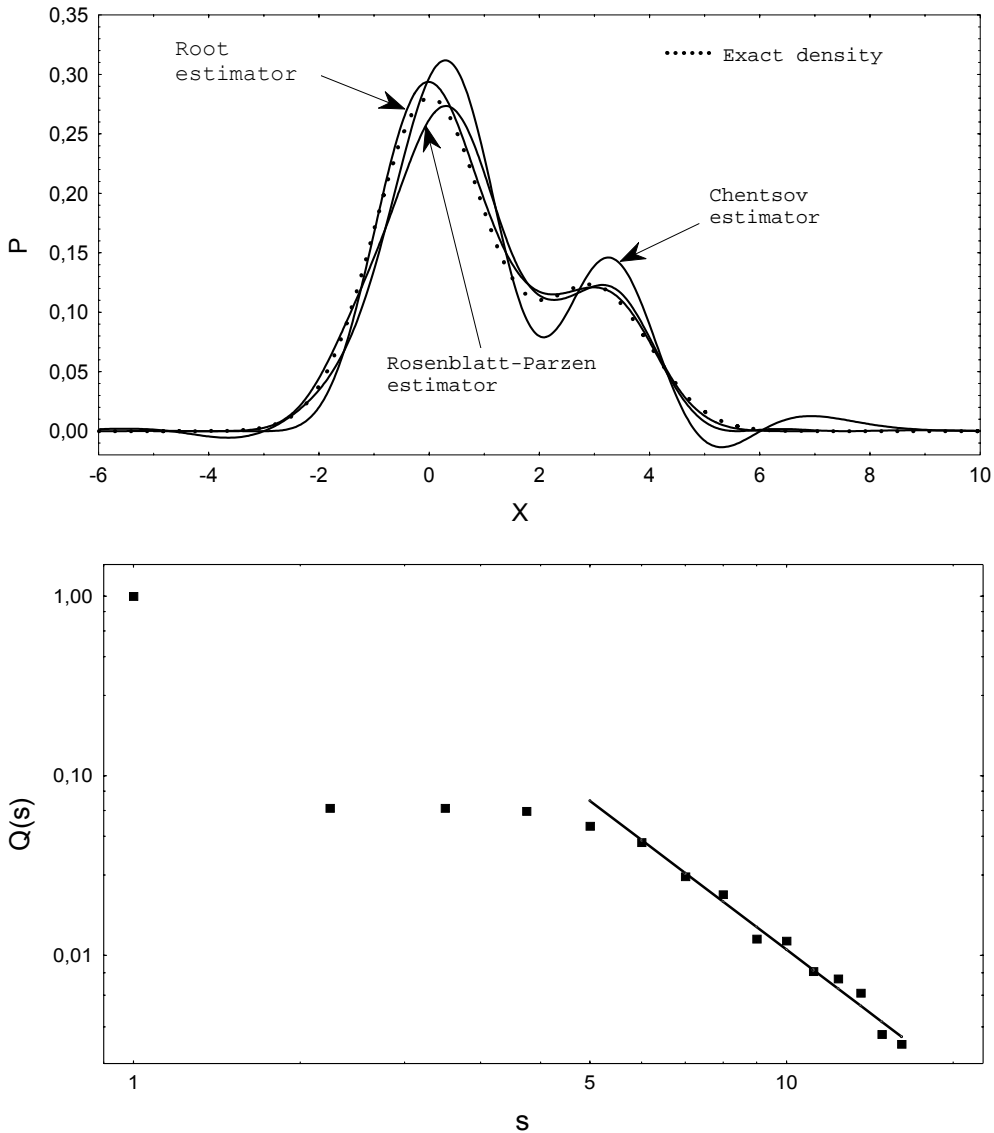 0,35
0,30
0,25
0,20
0,15
0,10
0,05
0,00
P
Root
estimator
Exact density
Chentsov
estimator
Rosenblatt-Parzen
estimator
-6 -4 -2 0 2 4 6 8 10
X
1,00
0,10
0,01
Q(s)
1 5 10
s